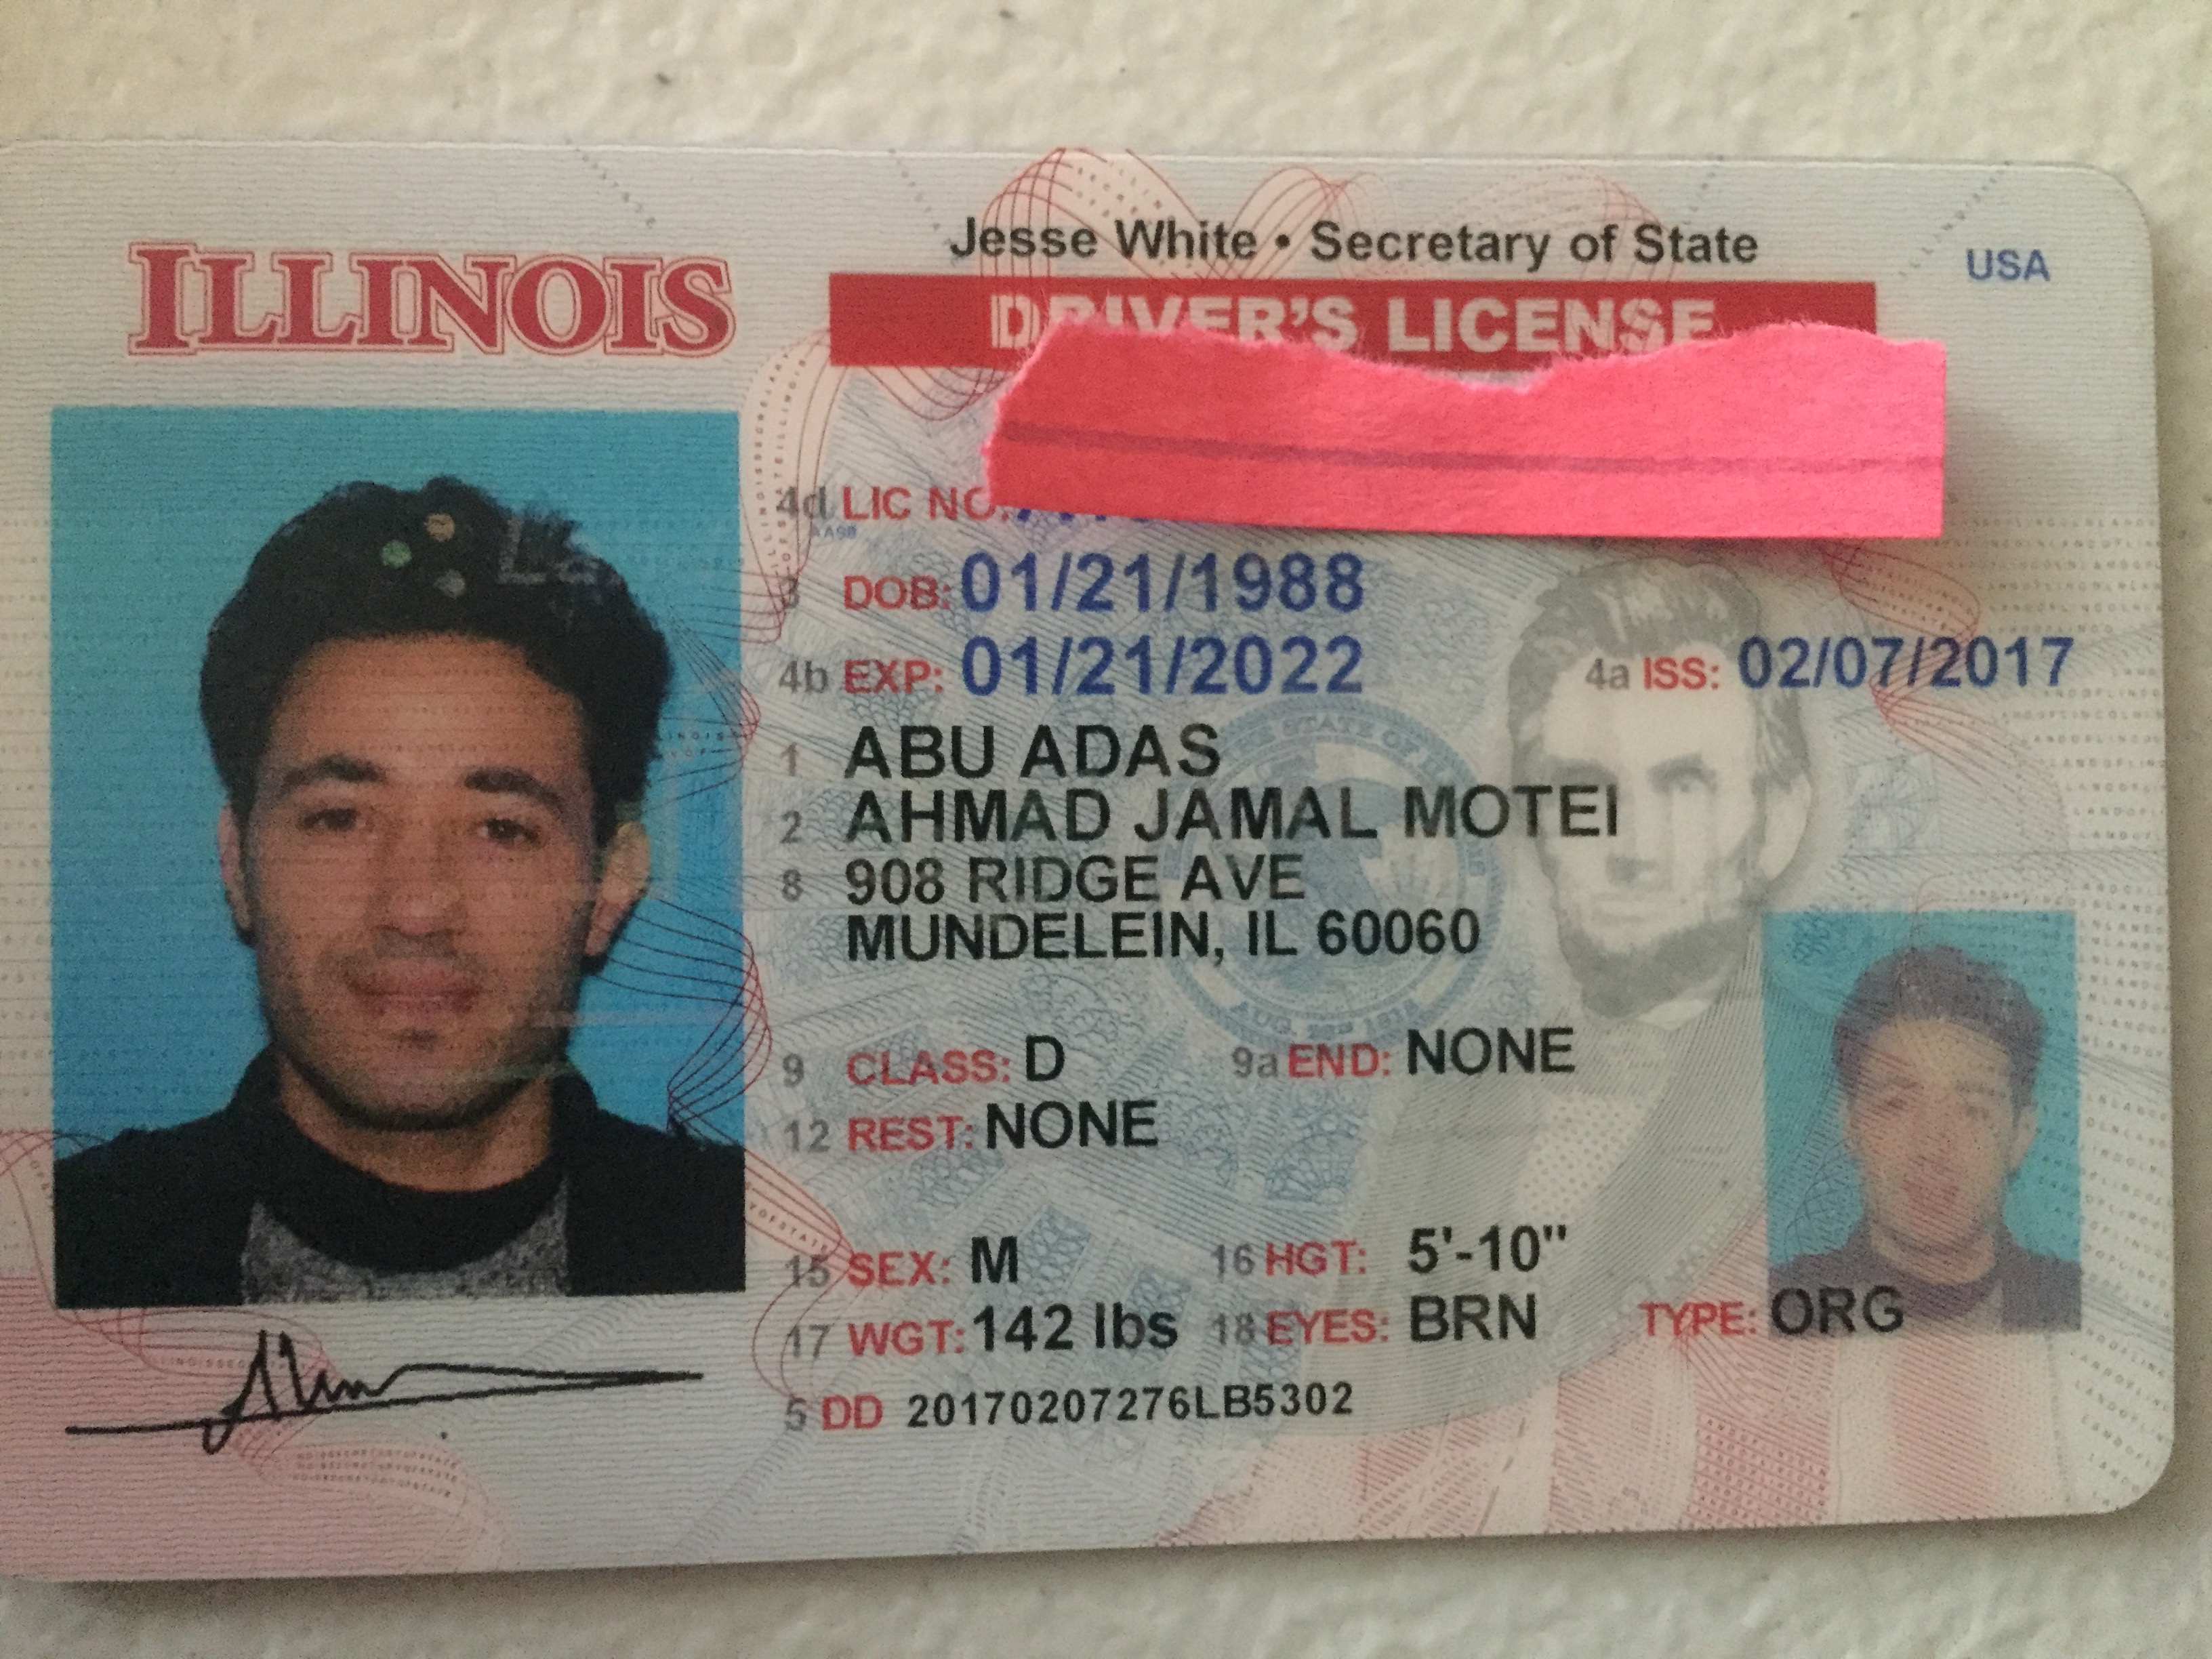 ILLINOIS
Jesse White • Secretary of State
USA
DRIVER'S LICENSE
4d LIC NO.
3 DOB: 01/21/1988
4b EXP: 01/21/2022 4a ISS: 02/07/2017
1 ABU ADAS
2 AHMAD JAMAL MOTEI
8 908 RIDGE AVE
MUNDELEIN, IL 60060
9 CLASS: D 9a END: NONE
12 REST: NONE
15 SEX: M 16 HGT: 5'-10"
17 WGT: 142 lbs 18 EYES: BRN TYPE: ORG
5 DD 20170207276LB5302